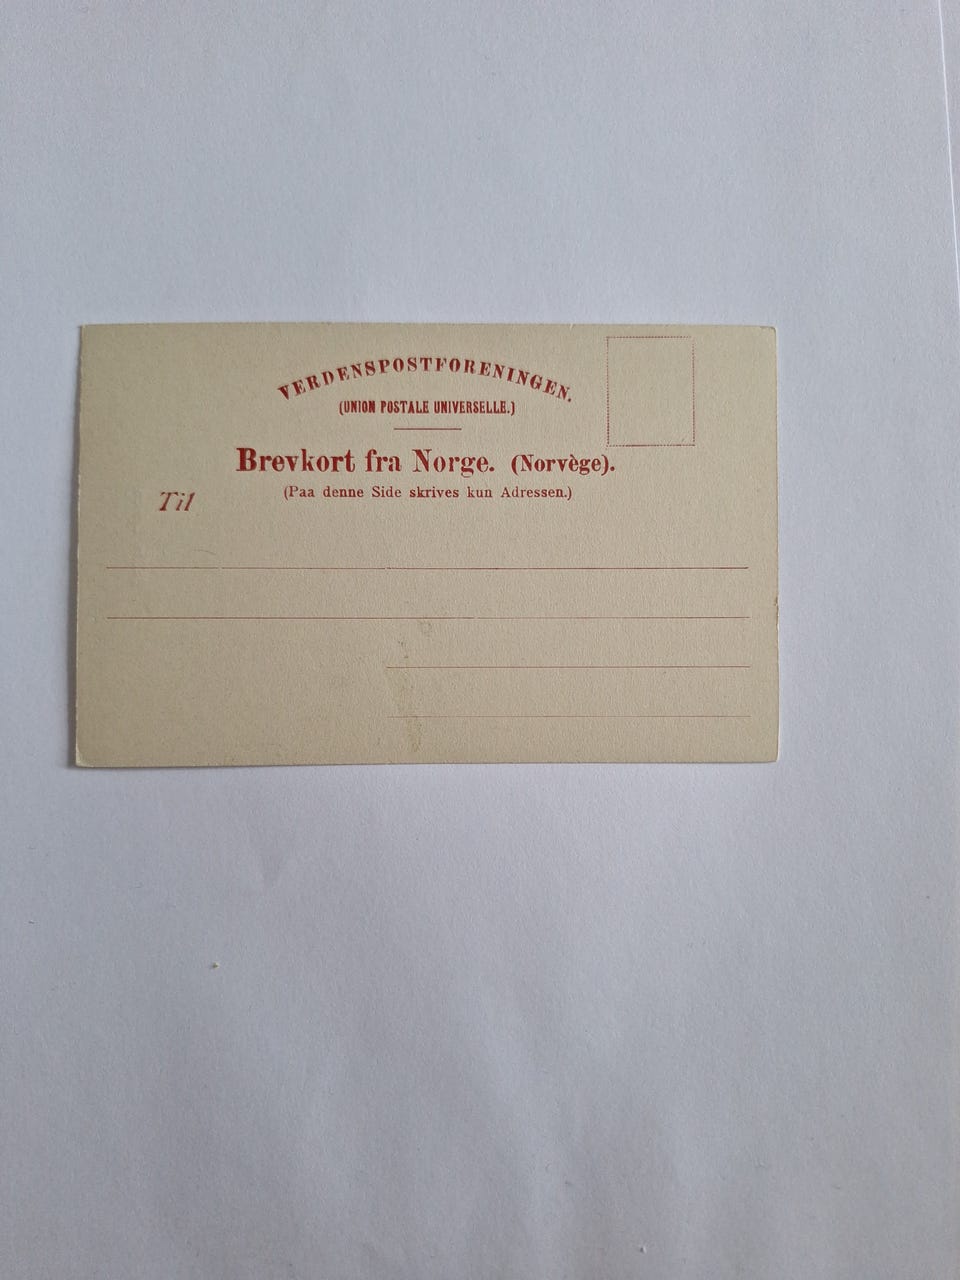 VERDENSPOSTFORENINGEN.
(UNION POSTALE UNIVERSELLE.)
Brevkort fra Norge. (Norvège).
(Paa denne Side skrives kun Adressen.)
Til